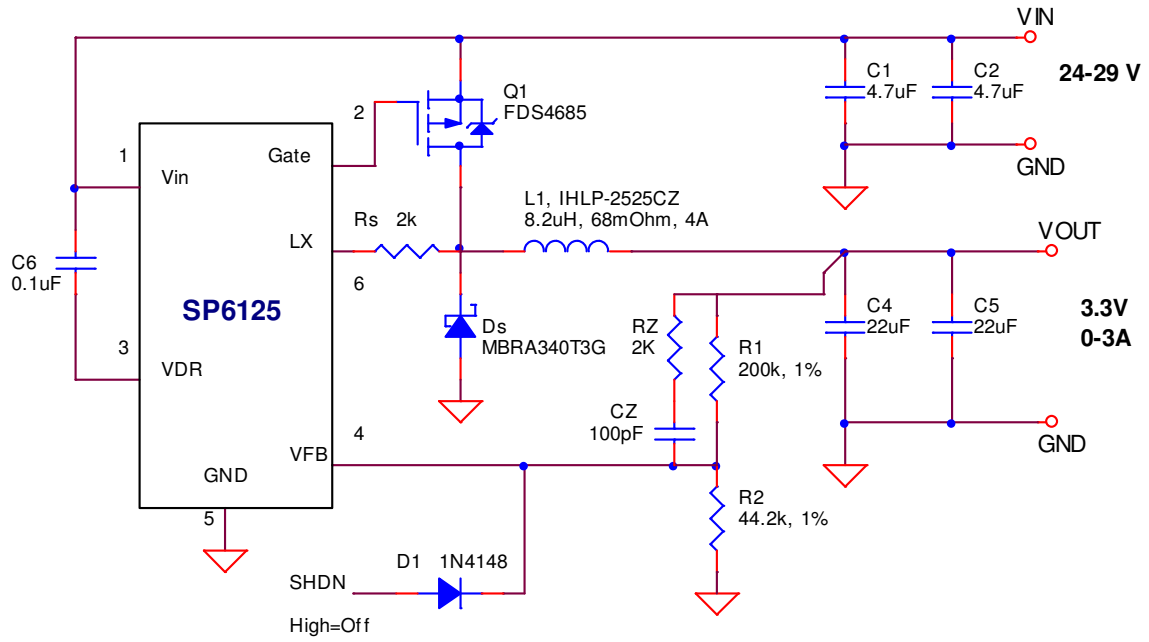 VIN
24-29 V
C1
4.7uF
C2
4.7uF
GND
Q1
FDS4685
2
Gate
1
Vin
L1, IHLP-2525CZ
8.2uH, 68mOhm, 4A
Rs 2k
LX
6
VOUT
C6
0.1uF
SP6125
Ds
MBRA340T3G
RZ
2K
R1
200k, 1%
C4
22uF
C5
22uF
3.3V
0-3A
3
VDR
CZ
100pF
4
VFB
GND
GND
5
R2
44.2k, 1%
D1 1N4148
SHDN
High=Off